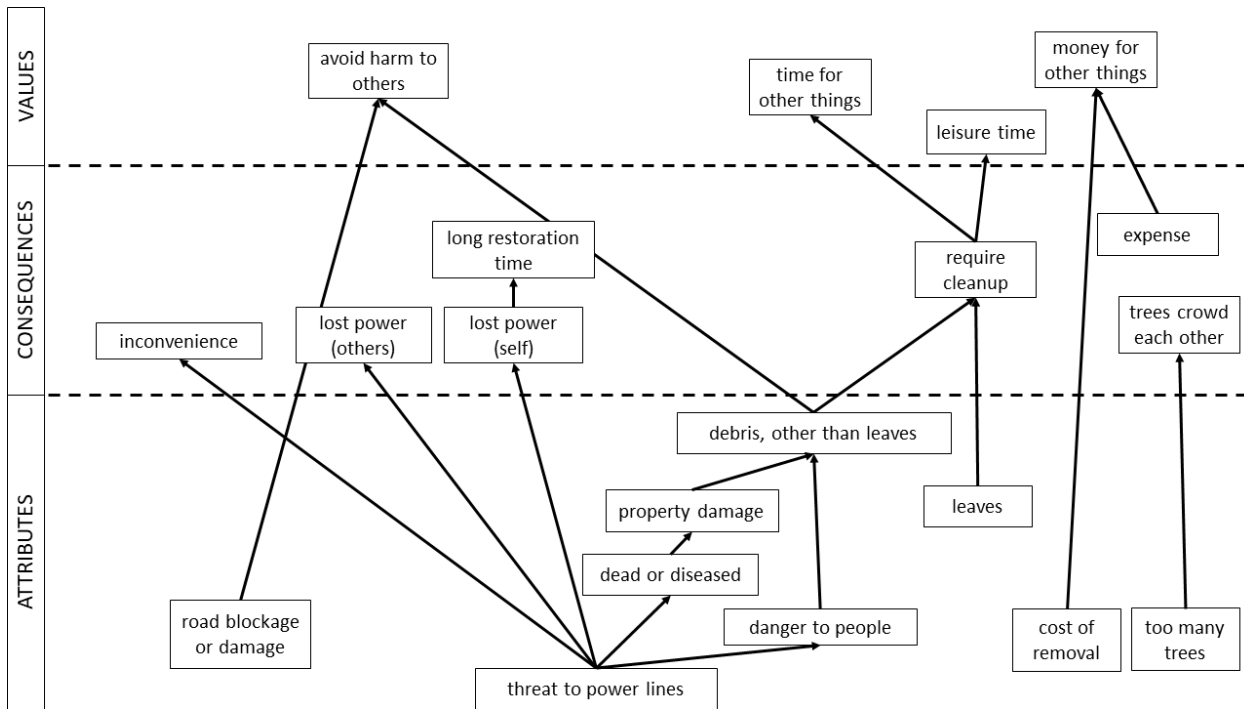 VALUES
avoid harm to
others
time for
other things
money for
other things
leisure time
CONSEQUENCES
long restoration
time
require
cleanup
expense
inconvenience
lost power
(others)
lost power
(self)
trees crowd
each other
ATTRIBUTES
debris, other than leaves
property damage
leaves
dead or diseased
road blockage
or damage
danger to people
cost of
removal
too many
trees
threat to power lines